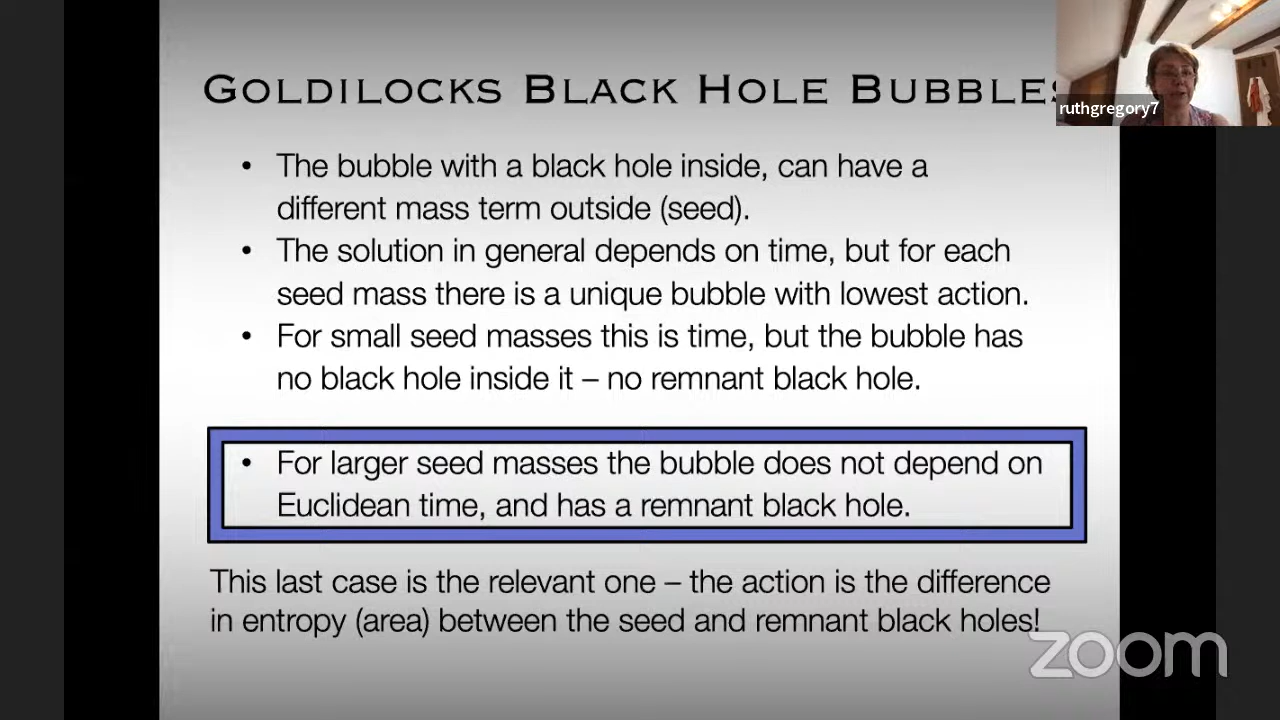 GOLDILOCKS BLACK HOLE BUBBLES
ruthgregory7
• The bubble with a black hole inside, can have a
different mass term outside (seed).
• The solution in general depends on time, but for each
seed mass there is a unique bubble with lowest action.
• For small seed masses this is time, but the bubble has
no black hole inside it – no remnant black hole.
• For larger seed masses the bubble does not depend on
Euclidean time, and has a remnant black hole.
This last case is the relevant one – the action is the difference
in entropy (area) between the seed and remnant black holes!
zoom